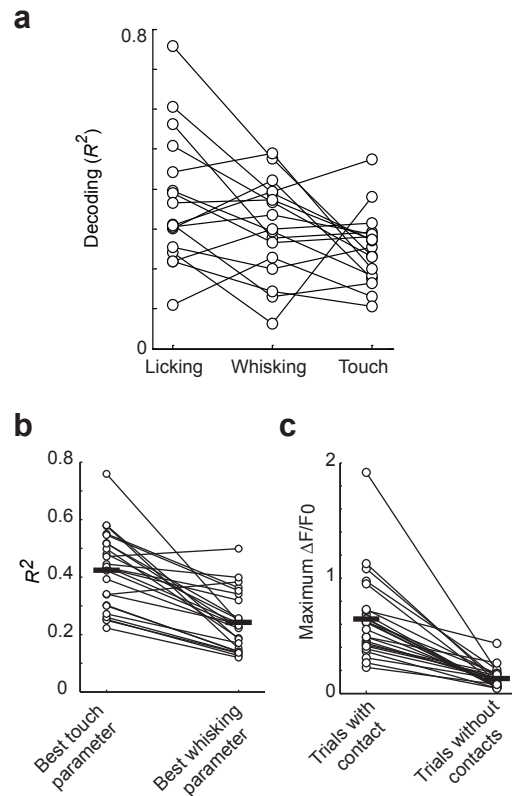 a
0.8
Decoding (R²)
0
Licking
Whisking
Touch
b
0.8
0.6
0.4
0.2
0
R²
Best touch
parameter
Best whisking
parameter
c
2
1
0
Maximum ΔF/F0
Trials with
contact
Trials without
contacts